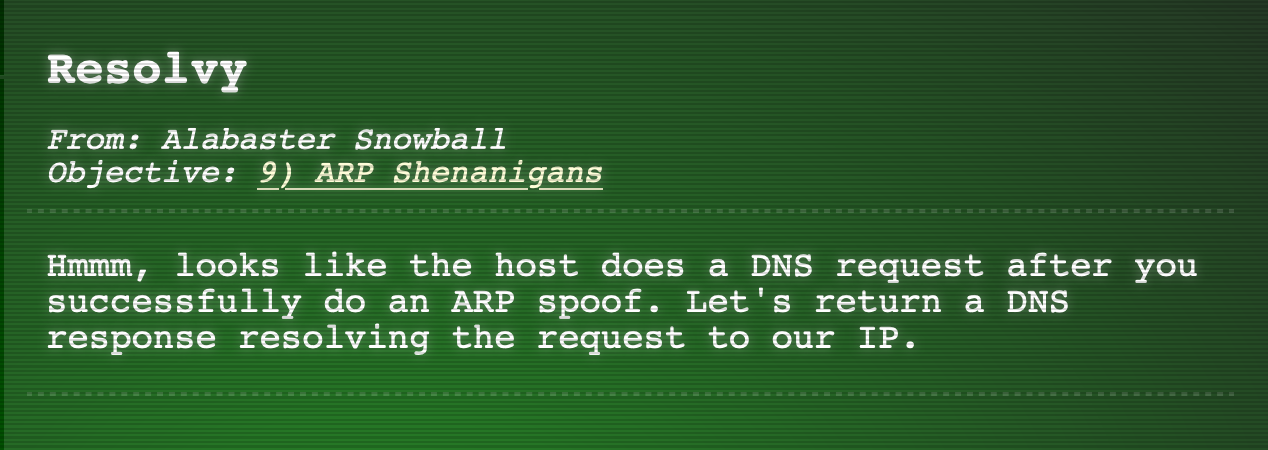 Resolvy
From: Alabaster Snowball
Objective: 9) ARP Shenanigans
Hmmm, looks like the host does a DNS request after you
successfully do an ARP spoof. Let's return a DNS
response resolving the request to our IP.